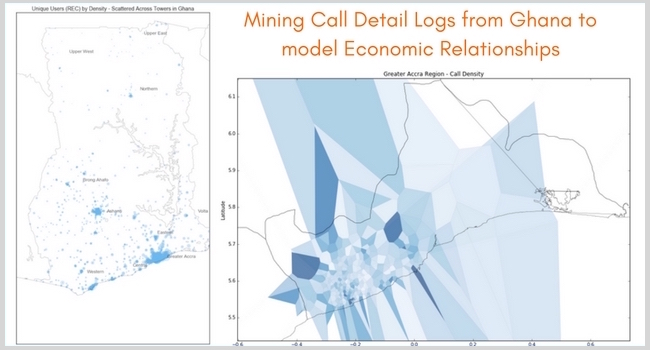 Unique Users (REC) by Density - Scattered Across Towers in Ghana
Mining Call Detail Logs from Ghana to
model Economic Relationships
Upper East
Upper West
Northern
Brong Ahafo
Ashanti
Volta
Eastern
Greater Accra
Central
Western
Greater Accra Region - Call Density
Latitude
6.1
6.0
5.9
5.8
5.7
5.6
5.5
−0.6
−0.4
−0.2
0.0
0.2
0.4
0.6